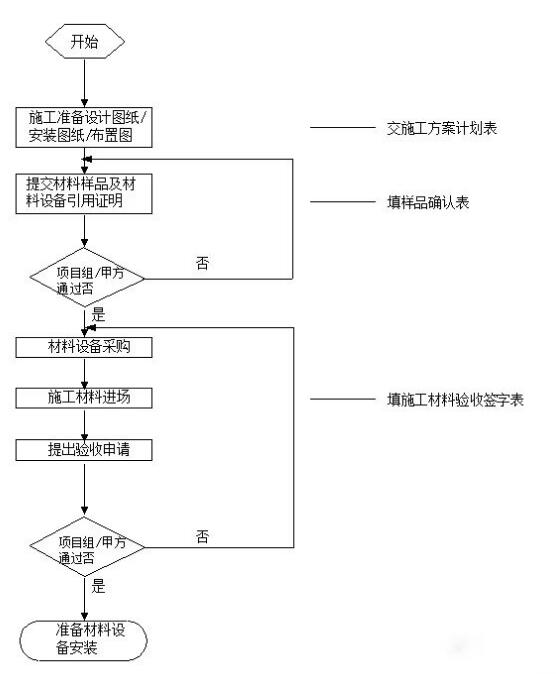 开始
施工准备设计图纸/
安装图纸/布置图
交施工方案计划表
提交材料样品及材
料设备引用证明
填样品确认表
否
项目组/甲方
通过否
是
材料设备采购
施工材料进场
填施工材料验收签字表
提出验收申请
否
项目组/甲方
通过否
是
准备材料设
备安装